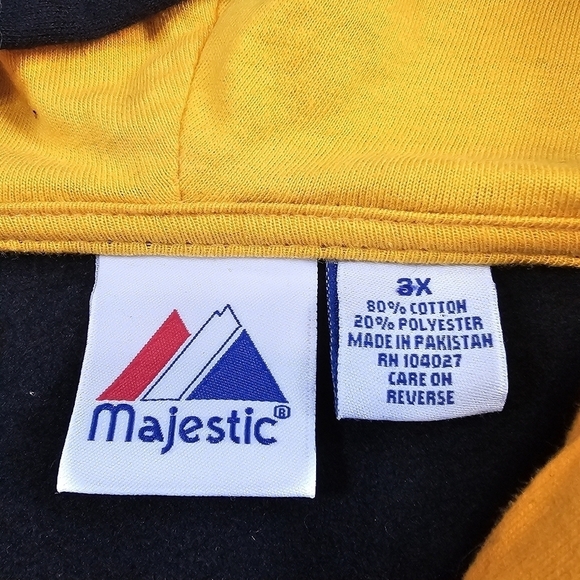 Majestic®
3X
80% COTTON
20% POLYESTER
MADE IN PAKISTAN
RN 104027
CARE ON
REVERSE